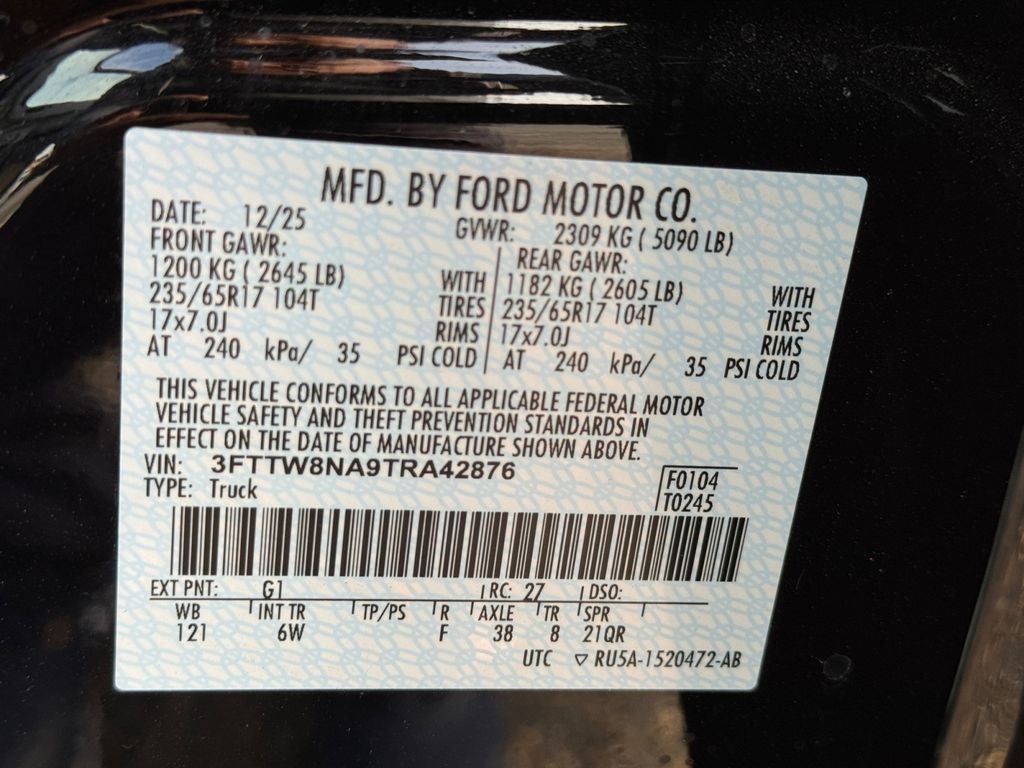 MFD. BY FORD MOTOR CO.
DATE: 12/25 GVWR: 2309 KG ( 5090 LB)
FRONT GAWR: REAR GAWR:
1200 KG ( 2645 LB) WITH 1182 KG ( 2605 LB) WITH
235/65R17 104T TIRES 235/65R17 104T TIRES
17x7.0J RIMS 17x7.0J RIMS
AT 240 kPa/ 35 PSI COLD AT 240 kPa/ 35 PSI COLD
THIS VEHICLE CONFORMS TO ALL APPLICABLE FEDERAL MOTOR
VEHICLE SAFETY AND THEFT PREVENTION STANDARDS IN
EFFECT ON THE DATE OF MANUFACTURE SHOWN ABOVE.
VIN: 3FTTW8NA9TRA42876 F0104
TYPE: Truck T0245
EXT PNT: G1 RC: 27 DSO:
WB INT TR TP/PS R AXLE TR SPR
121 6W F 38 8 21QR
UTC ▽ RU5A-1520472-AB